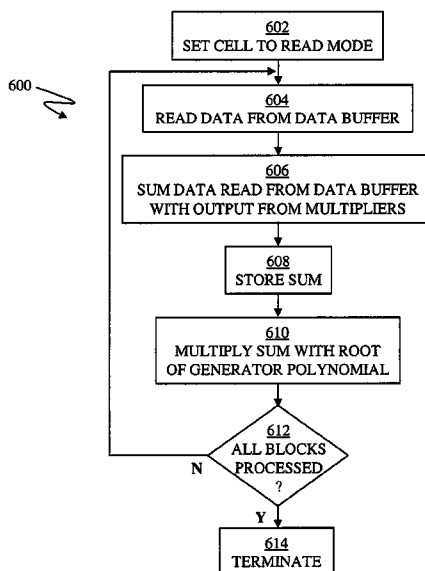 602
SET CELL TO READ MODE
600
604
READ DATA FROM DATA BUFFER
606
SUM DATA READ FROM DATA BUFFER
WITH OUTPUT FROM MULTIPLIERS
608
STORE SUM
610
MULTIPLY SUM WITH ROOT
OF GENERATOR POLYNOMIAL
612
ALL BLOCKS
PROCESSED
?
N
Y
614
TERMINATE